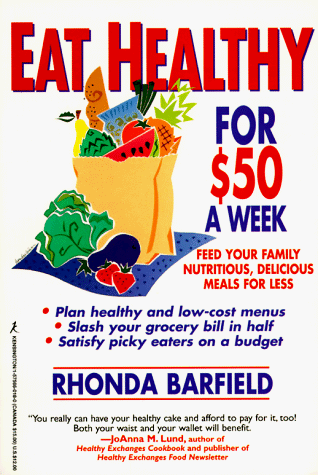 EAT HEALTHY
FOR
$50
A WEEK
FEED YOUR FAMILY
NUTRITIOUS, DELICIOUS
MEALS FOR LESS
• Plan healthy and low-cost menus
• Slash your grocery bill in half
• Satisfy picky eaters on a budget
RHONDA BARFIELD
"You really can have your healthy cake and afford to pay for it, too!
Both your waist and your wallet will benefit.
—JoAnna M. Lund, author of
Healthy Exchanges Cookbook and publisher of
Healthy Exchanges Food Newsletter